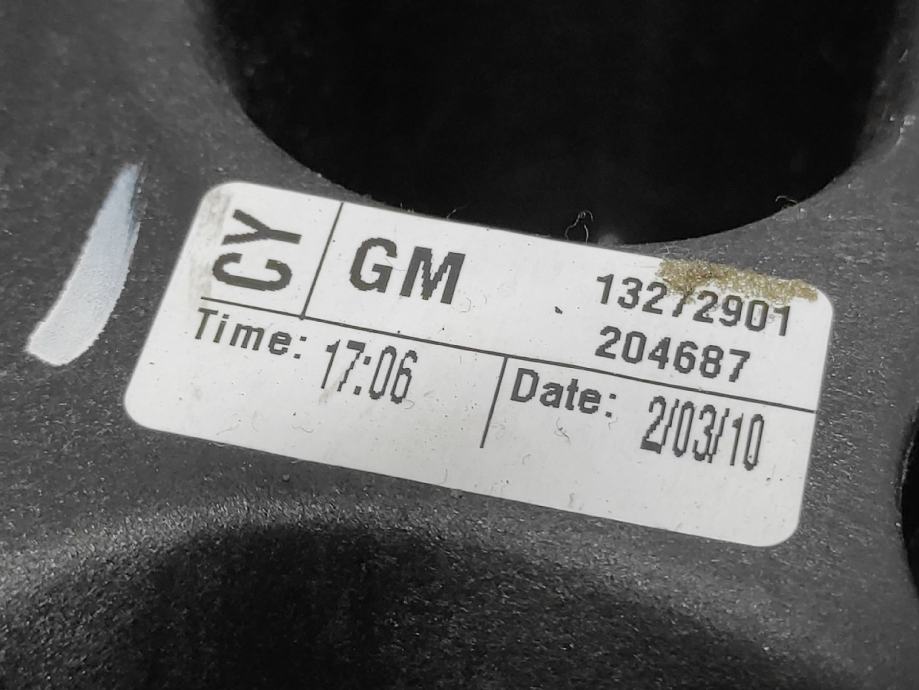 CY
GM
13272901
204687
Time: 17:06
Date: 2/03/10